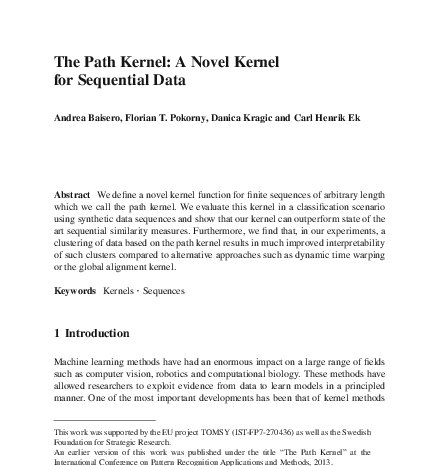 The Path Kernel: A Novel Kernel
for Sequential Data
Andrea Baisero, Florian T. Pokorny, Danica Kragic and Carl Henrik Ek
Abstract We define a novel kernel function for finite sequences of arbitrary length
which we call the path kernel. We evaluate this kernel in a classification scenario
using synthetic data sequences and show that our kernel can outperform state of the
art sequential similarity measures. Furthermore, we find that, in our experiments, a
clustering of data based on the path kernel results in much improved interpretability
of such clusters compared to alternative approaches such as dynamic time warping
or the global alignment kernel.
Keywords Kernels · Sequences
1 Introduction
Machine learning methods have had an enormous impact on a large range of fields
such as computer vision, robotics and computational biology. These methods have
allowed researchers to exploit evidence from data to learn models in a principled
manner. One of the most important developments has been that of kernel methods
This work was supported by the EU project TOMSY (IST-FP7-270436) as well as the Swedish
Foundation for Strategic Research.
An earlier version of this work was published under the title “The Path Kernel” at the
International Conference on Pattern Recognition Applications and Methods, 2013.